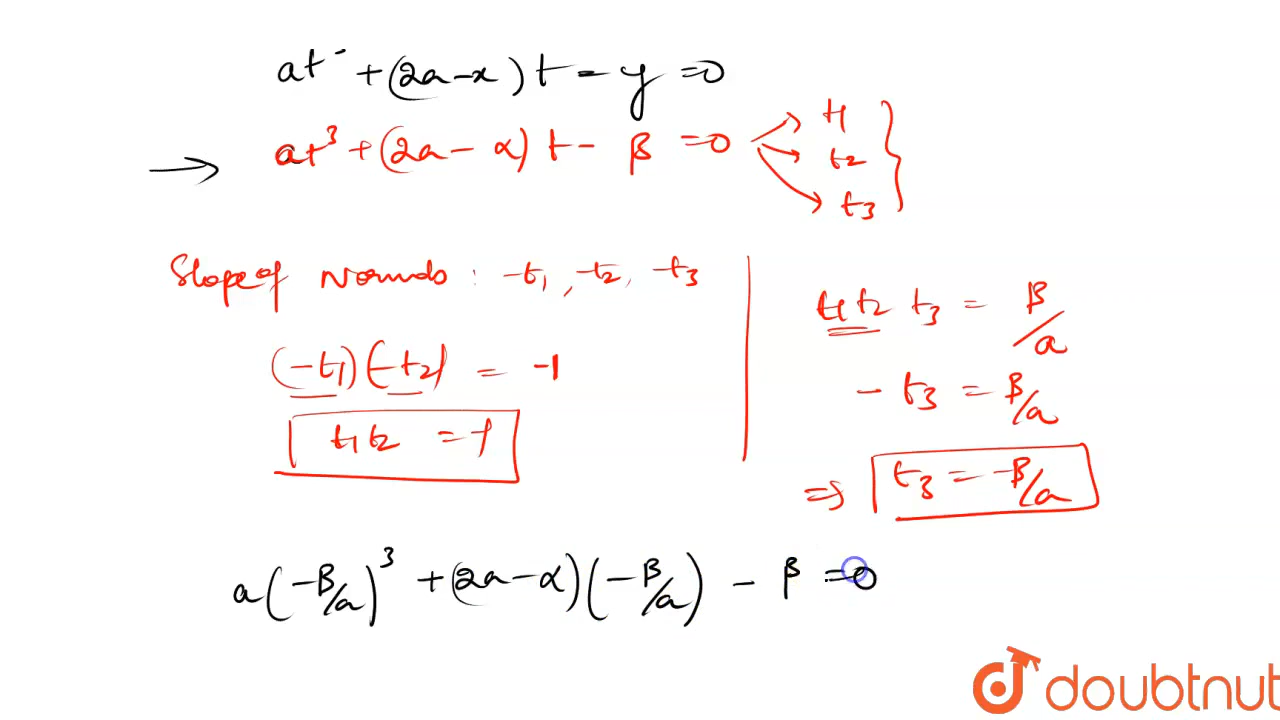 at³ + (2a-x) t - y = 0
→ at³ + (2a - α) t - β = 0 t1
t2
t3
Slope of Normals : -t₁, -t₂, -t₃
(-t₁)(-t₂) = -1
t₁t₂ = -1
t₁t₂ t₃ = β/a
- t₃ = β/a
⇒ t₃ = -β/a
a(-β/a)³ + (2a-α)(-β/a) - β = 0
doubtnut